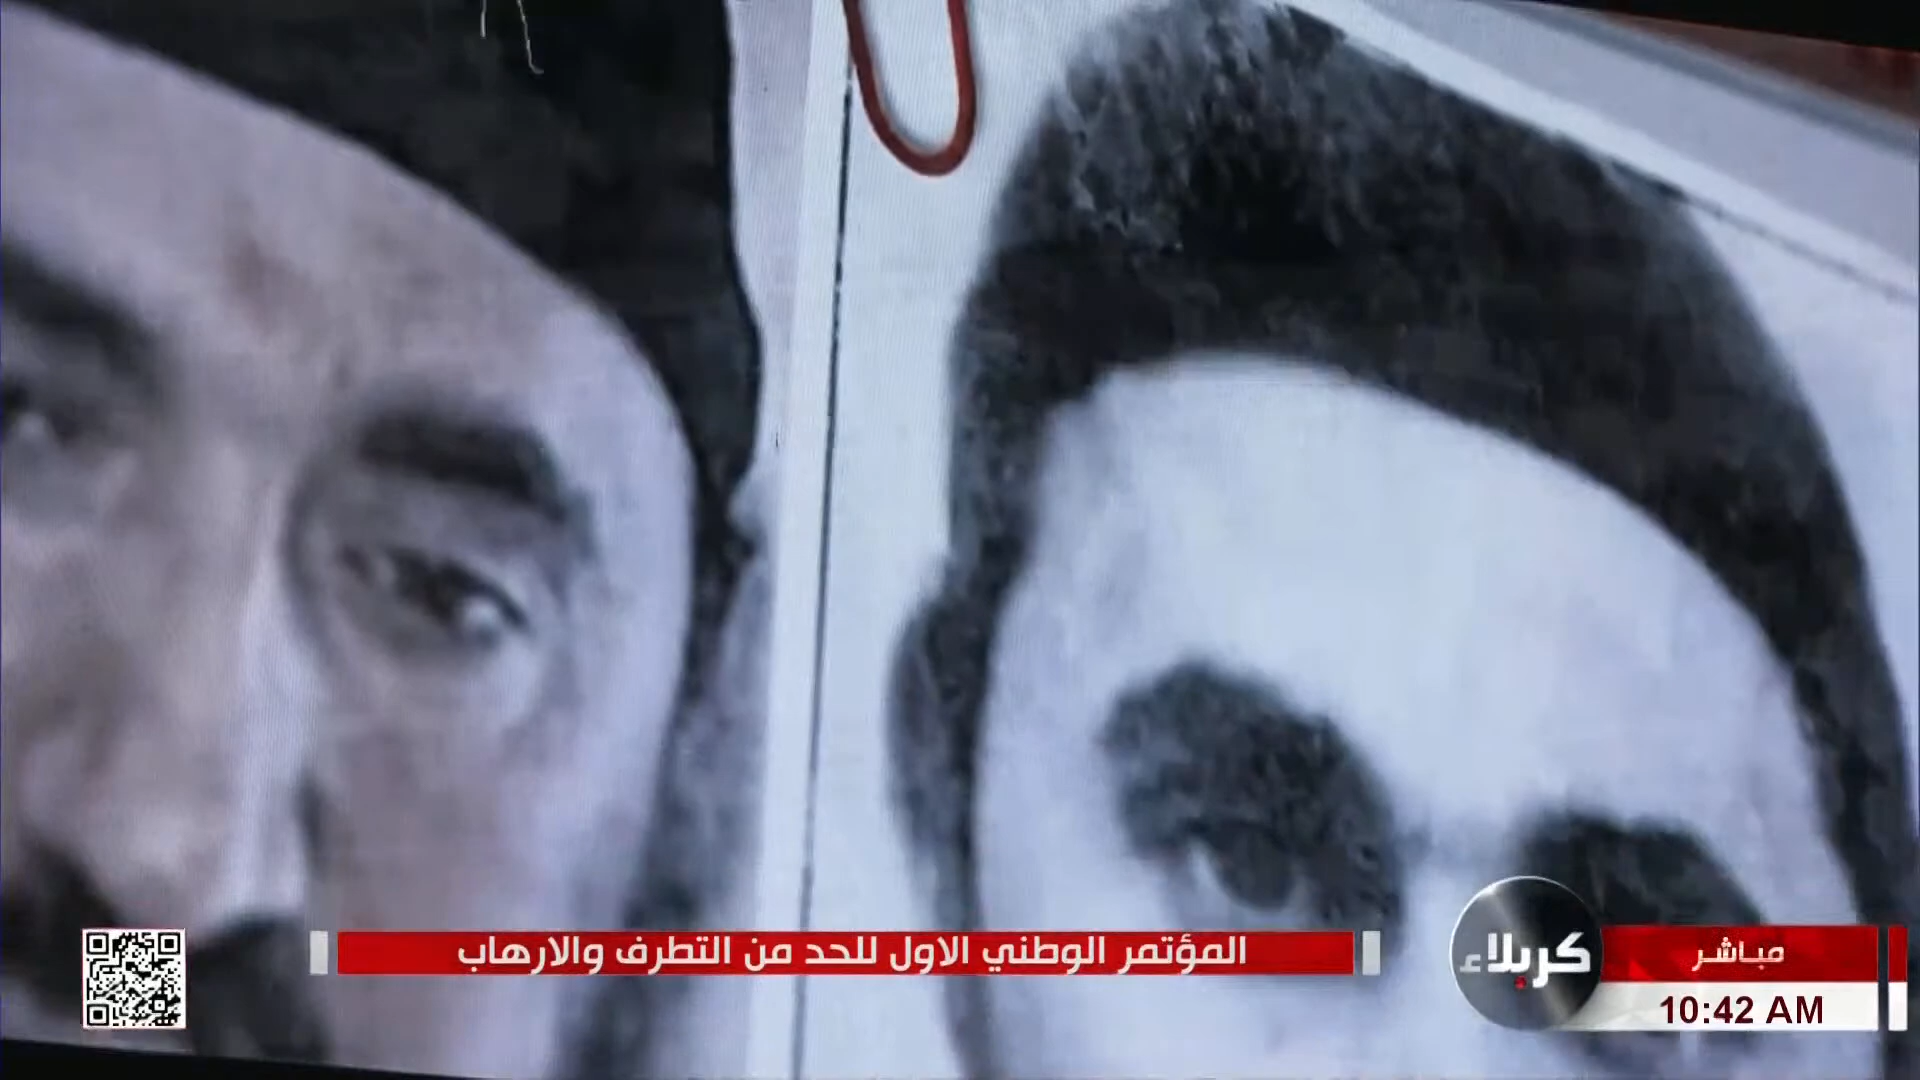 المؤتمر الوطني الاول للحد من التطرف والارهاب
كربلاء
مباشر
10:42 AM